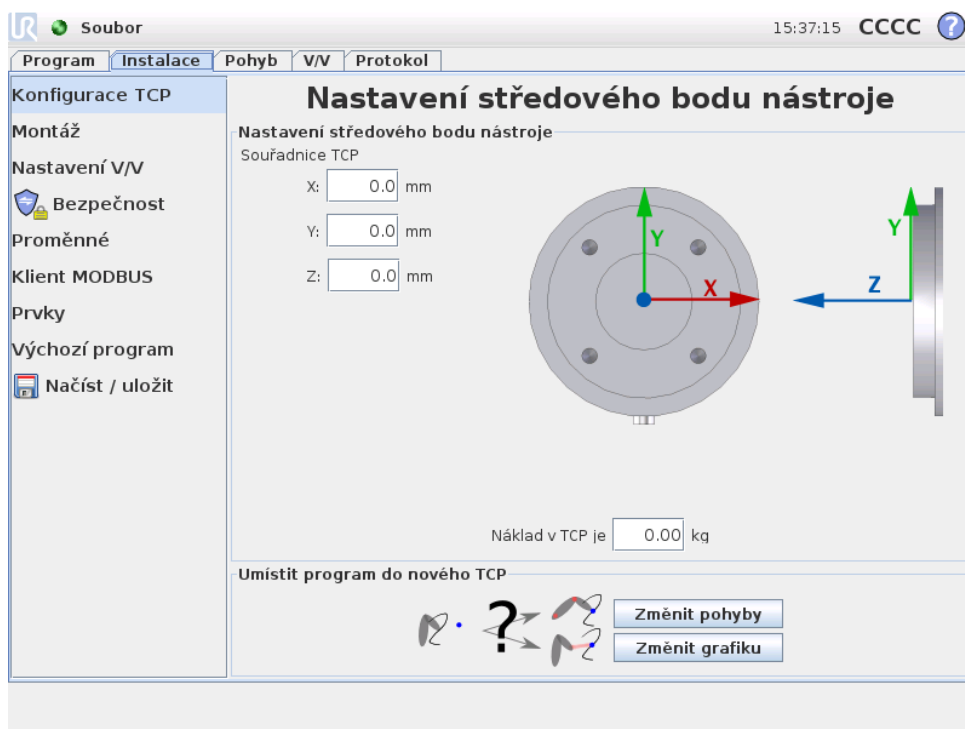 UR Soubor 15:37:15 CCCC ?
Program Instalace Pohyb V/V Protokol
Konfigurace TCP
Montáž
Nastavení V/V
Bezpečnost
Proměnné
Klient MODBUS
Prvky
Výchozí program
Načíst / uložit
Nastavení středového bodu nástroje
Nastavení středového bodu nástroje
Souřadnice TCP
X: 0.0 mm
Y: 0.0 mm
Z: 0.0 mm
Y
X
Y
Z
Náklad v TCP je 0.00 kg
Umístit program do nového TCP
?
Změnit pohyby
Změnit grafiku